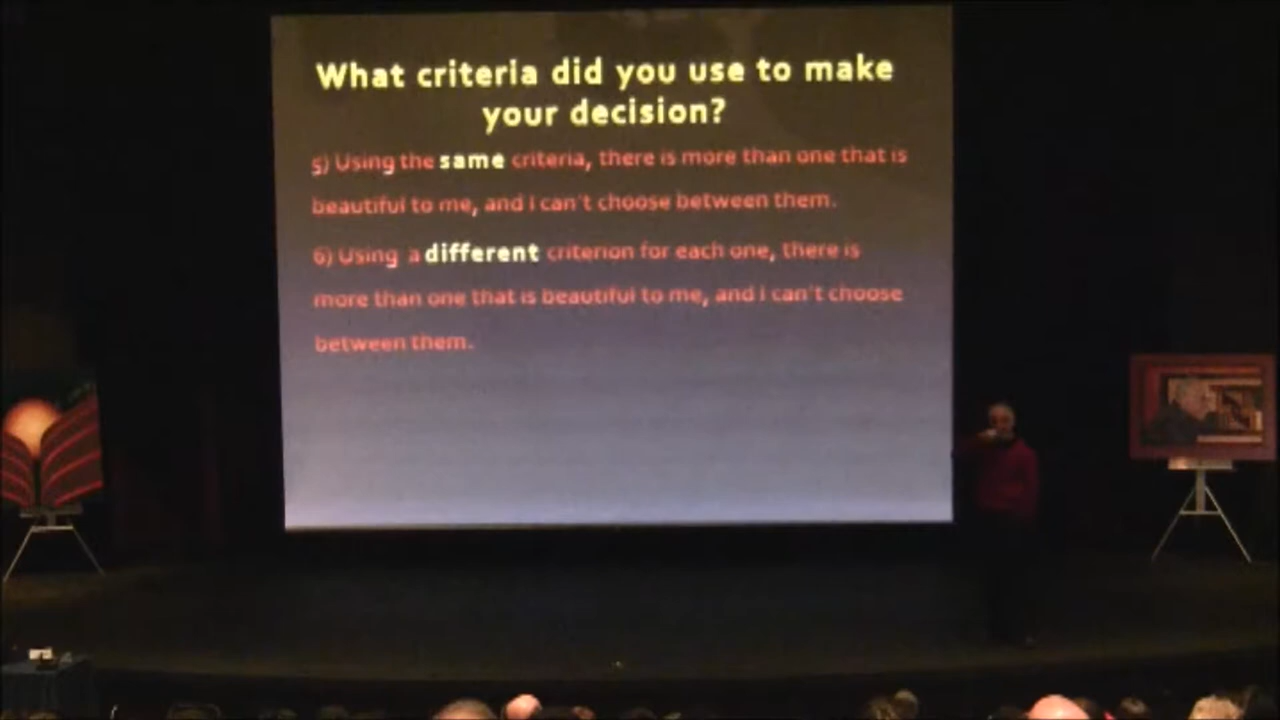 What criteria did you use to make
your decision?
5) Using the same criteria, there is more than one that is
beautiful to me, and I can't choose between them.
6) Using a different criterion for each one, there is
more than one that is beautiful to me, and I can't choose
between them.